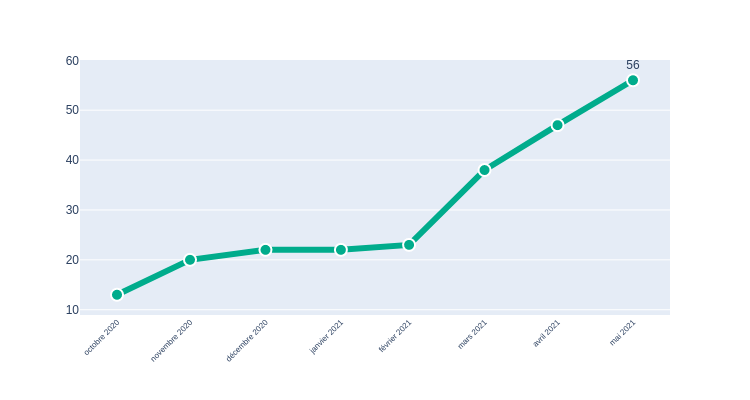 60
56
50
40
30
20
10
octobre 2020
novembre 2020
décembre 2020
janvier 2021
février 2021
mars 2021
avril 2021
mai 2021